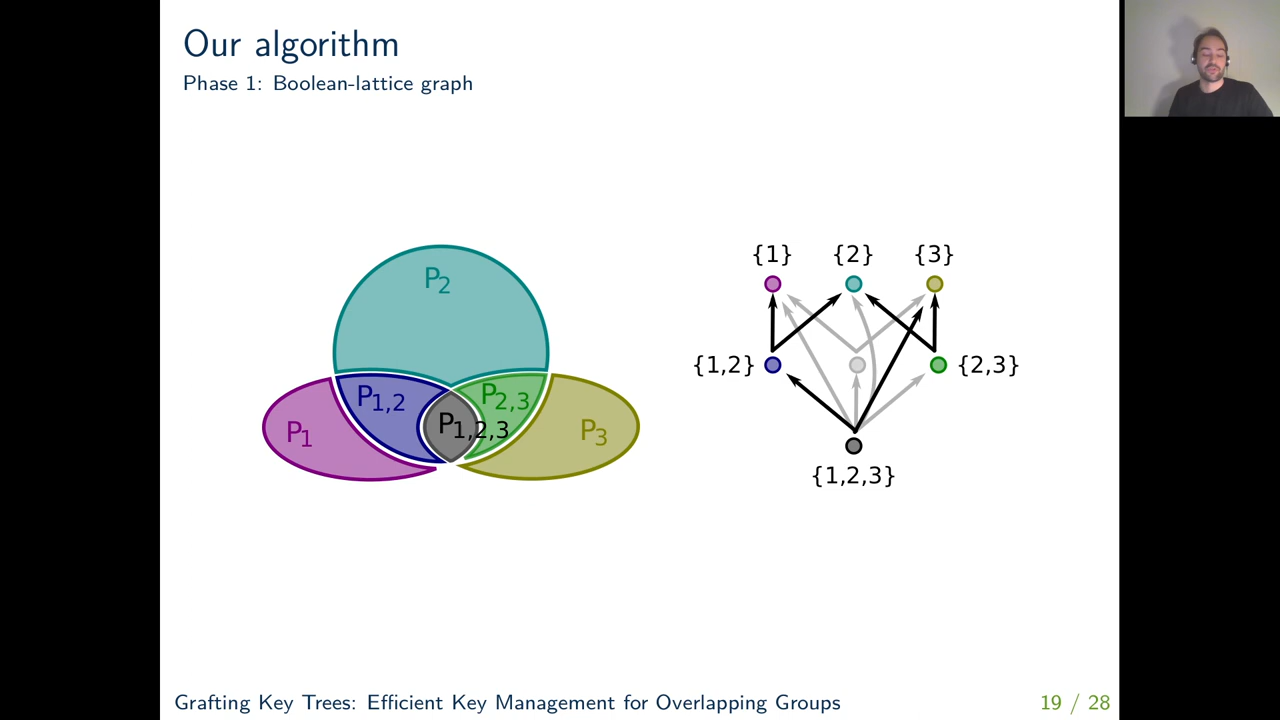 Our algorithm
Phase 1: Boolean-lattice graph
{1} {2} {3}
P2
{1,2} {2,3}
P1,2 P2,3
P1 P1,2,3 P3
{1,2,3}
Grafting Key Trees: Efficient Key Management for Overlapping Groups 19 / 28